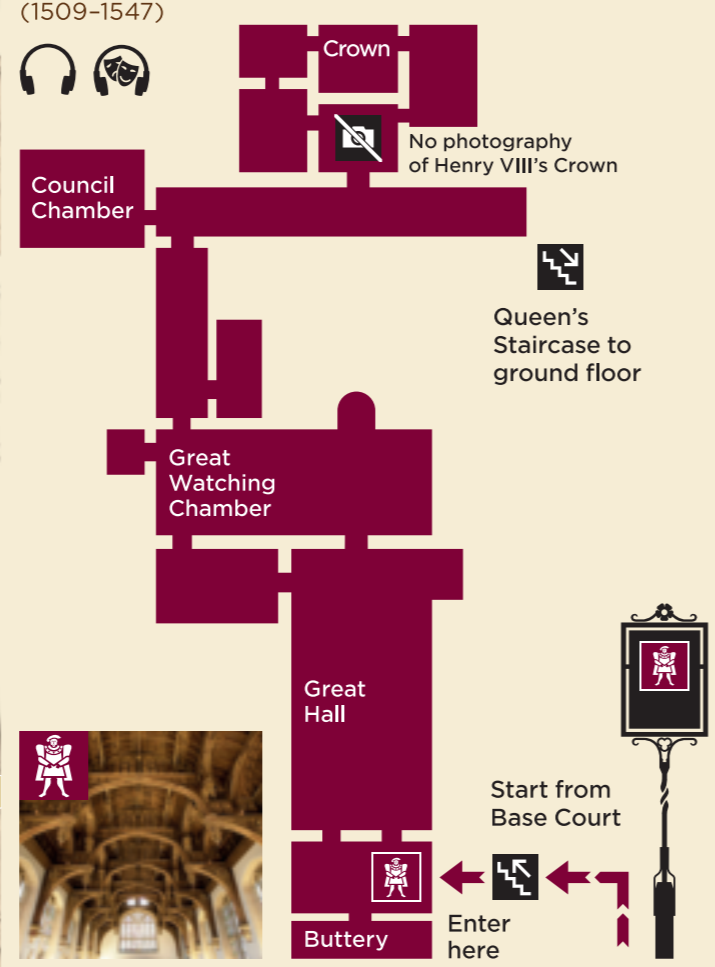 (1509–1547)
Crown
No photography
of Henry VIII's Crown
Council
Chamber
Queen's
Staircase to
ground floor
Great
Watching
Chamber
Great
Hall
Start from
Base Court
Enter
here
Buttery